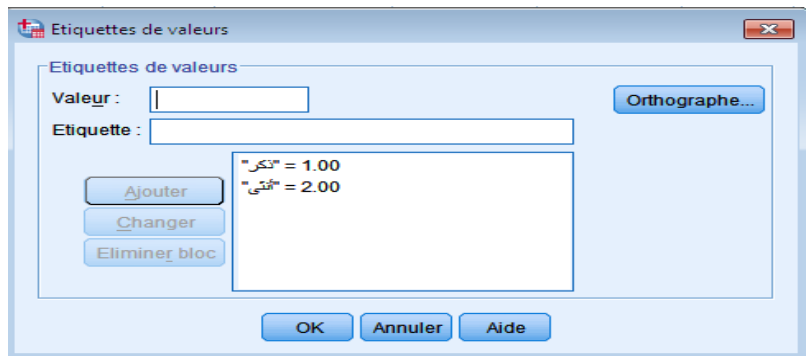 Etiquettes de valeurs
Etiquettes de valeurs
Valeur :
Orthographe...
Etiquette :
"ذكر" = 1.00
"أنثى" = 2.00
Ajouter
Changer
Eliminer bloc
OK Annuler Aide